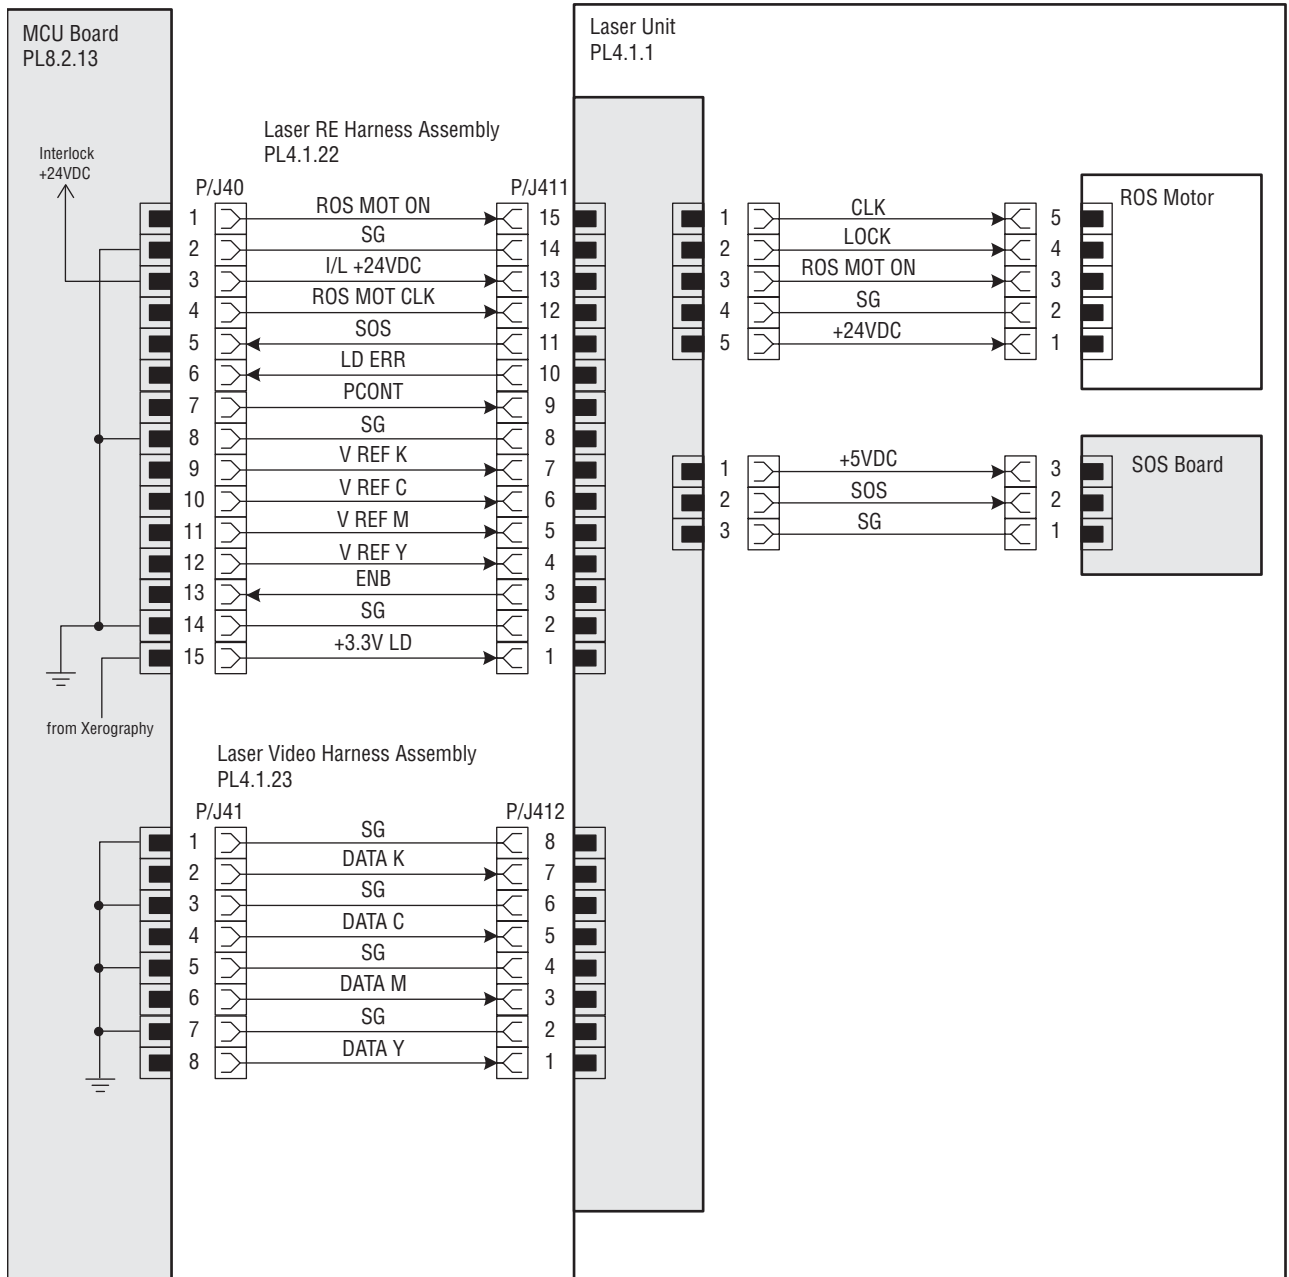 MCU Board
PL8.2.13
Laser Unit
PL4.1.1
Laser RE Harness Assembly
PL4.1.22
Interlock
+24VDC
P/J40 P/J411
1 ROS MOT ON 15
2 SG 14
3 I/L +24VDC 13
4 ROS MOT CLK 12
5 SOS 11
6 LD ERR 10
7 PCONT 9
8 SG 8
9 V REF K 7
10 V REF C 6
11 V REF M 5
12 V REF Y 4
13 ENB 3
14 SG 2
15 +3.3V LD 1
from Xerography
ROS Motor
1 CLK 5
2 LOCK 4
3 ROS MOT ON 3
4 SG 2
5 +24VDC 1
SOS Board
1 +5VDC 3
2 SOS 2
3 SG 1
Laser Video Harness Assembly
PL4.1.23
P/J41 P/J412
1 SG 8
2 DATA K 7
3 SG 6
4 DATA C 5
5 SG 4
6 DATA M 3
7 SG 2
8 DATA Y 1